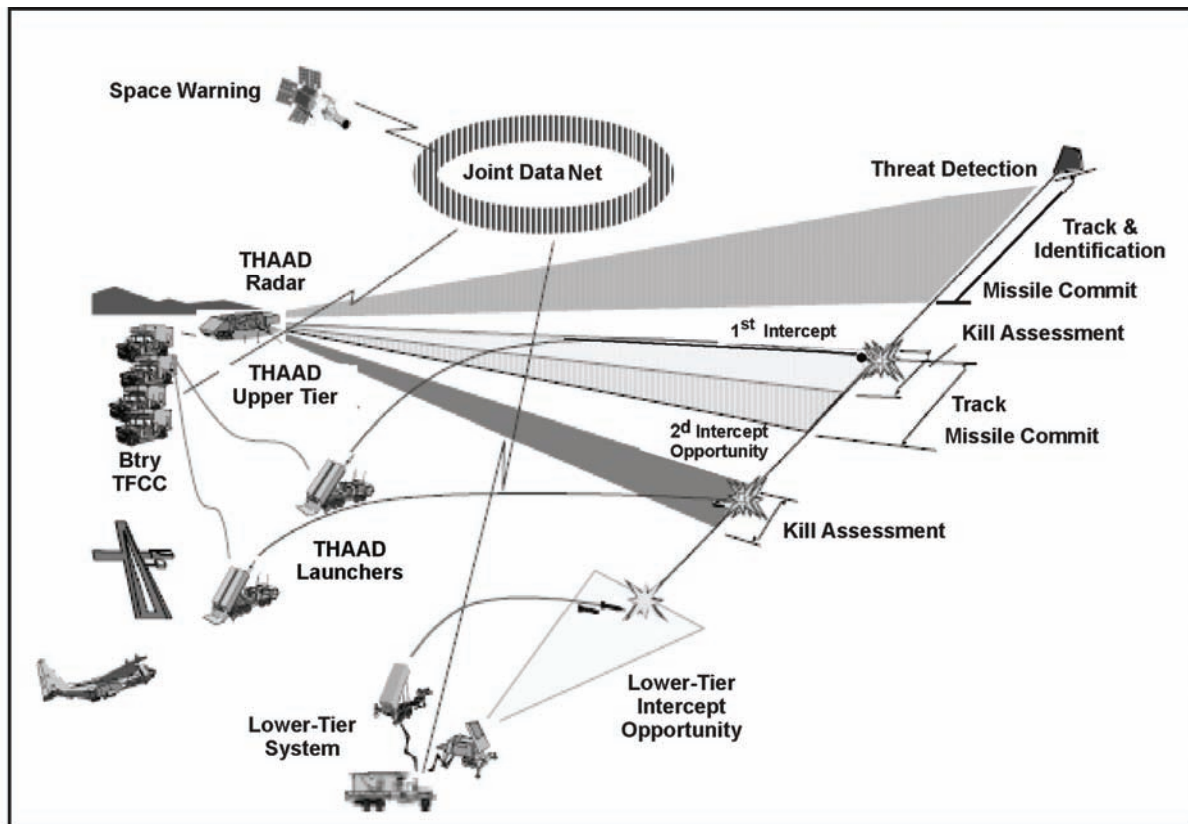 Space Warning
Joint Data Net
Threat Detection
Track &
Identification
THAAD
Radar
Missile Commit
1st Intercept
Kill Assessment
THAAD
Upper Tier
Track
2d Intercept
Opportunity
Missile Commit
Btry
TFCC
Kill Assessment
THAAD
Launchers
Lower-Tier
Intercept
Opportunity
Lower-Tier
System